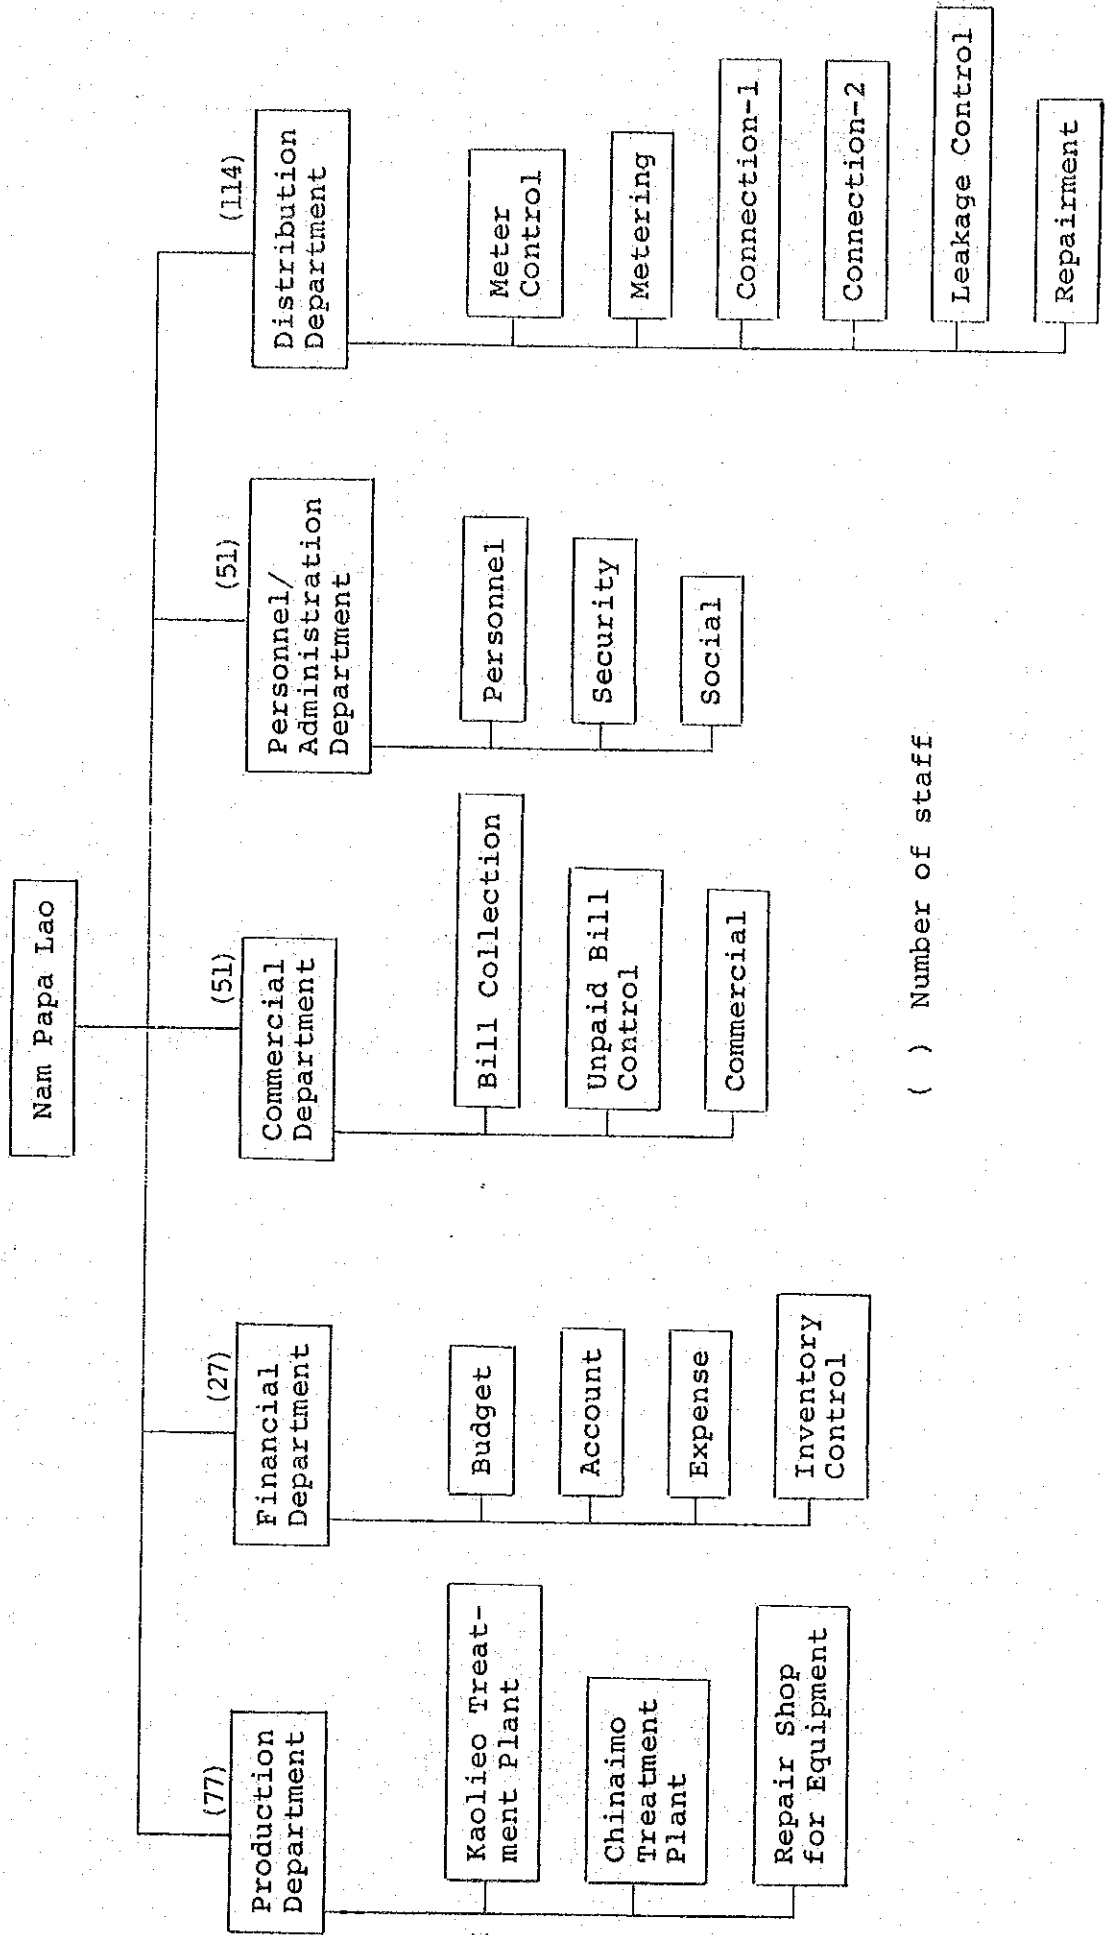 Nam Papa Lao
(77)
Production
Department
Kaolieo Treat-
ment Plant
Chinaimo
Treatment
Plant
Repair Shop
for Equipment
(27)
Financial
Department
Budget
Account
Expense
Inventory
Control
(51)
Commercial
Department
Bill Collection
Unpaid Bill
Control
Commercial
(51)
Personnel/
Administration
Department
Personnel
Security
Social
(114)
Distribution
Department
Meter
Control
Metering
Connection-1
Connection-2
Leakage Control
Repairment
( ) Number of staff